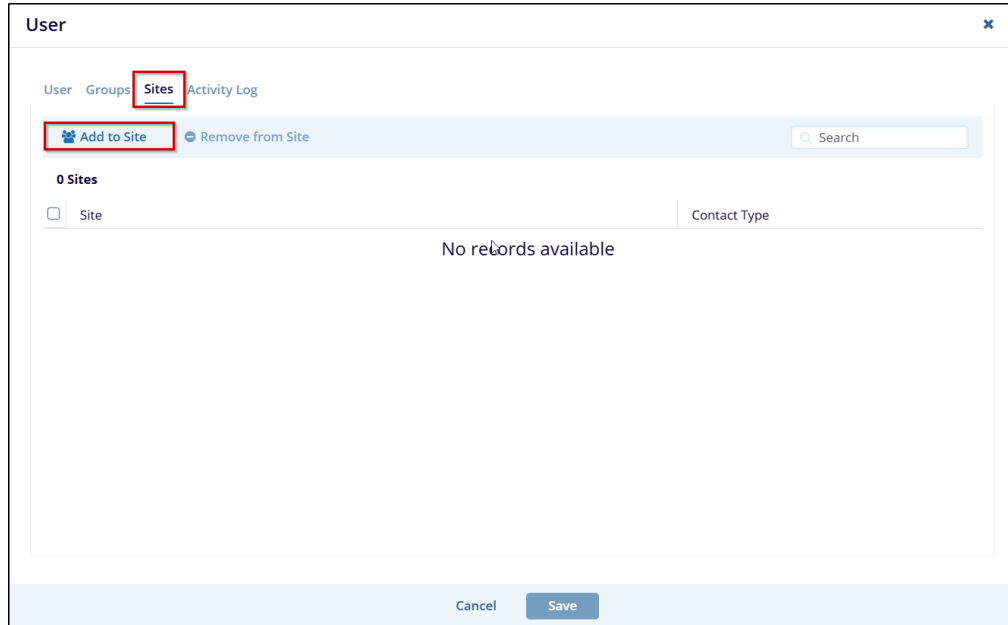 User
User Groups Sites Activity Log
Add to Site Remove from Site Search
0 Sites
Site Contact Type
No records available
Cancel Save